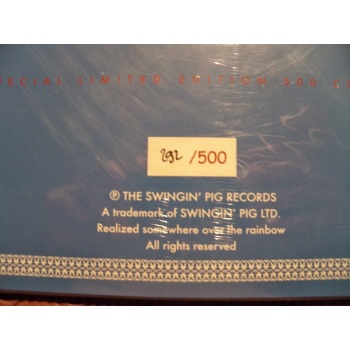 SPECIAL LIMITED EDITION 500
292 /500
℗ THE SWINGIN' PIG RECORDS
A trademark of SWINGIN' PIG LTD.
Realized somewhere over the rainbow
All rights reserved